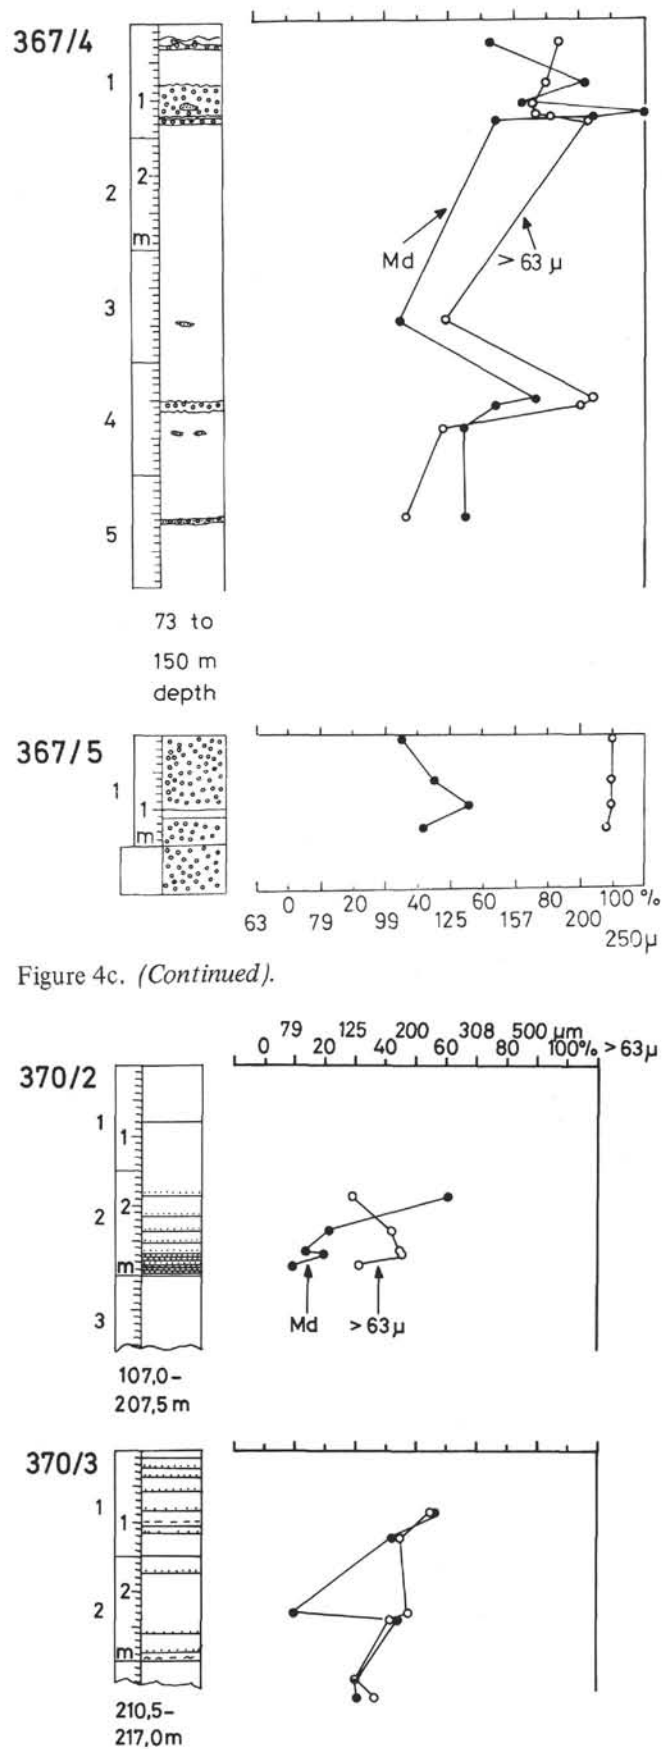 367/4
1
1
2
2
m
Md
> 63 µ
3
4
5
73 to
150 m
depth
367/5
1
1
m
0 20 40 60 80 100 %
63 79 99 125 157 200
250µ
Figure 4c. (Continued).
79 125 200 308 500 µm
0 20 40 60 80 100% > 63µ
370/2
1
1
2
2
m
Md > 63µ
3
107,0–
207,5 m
370/3
1
1
2
2
m
210,5–
217,0m